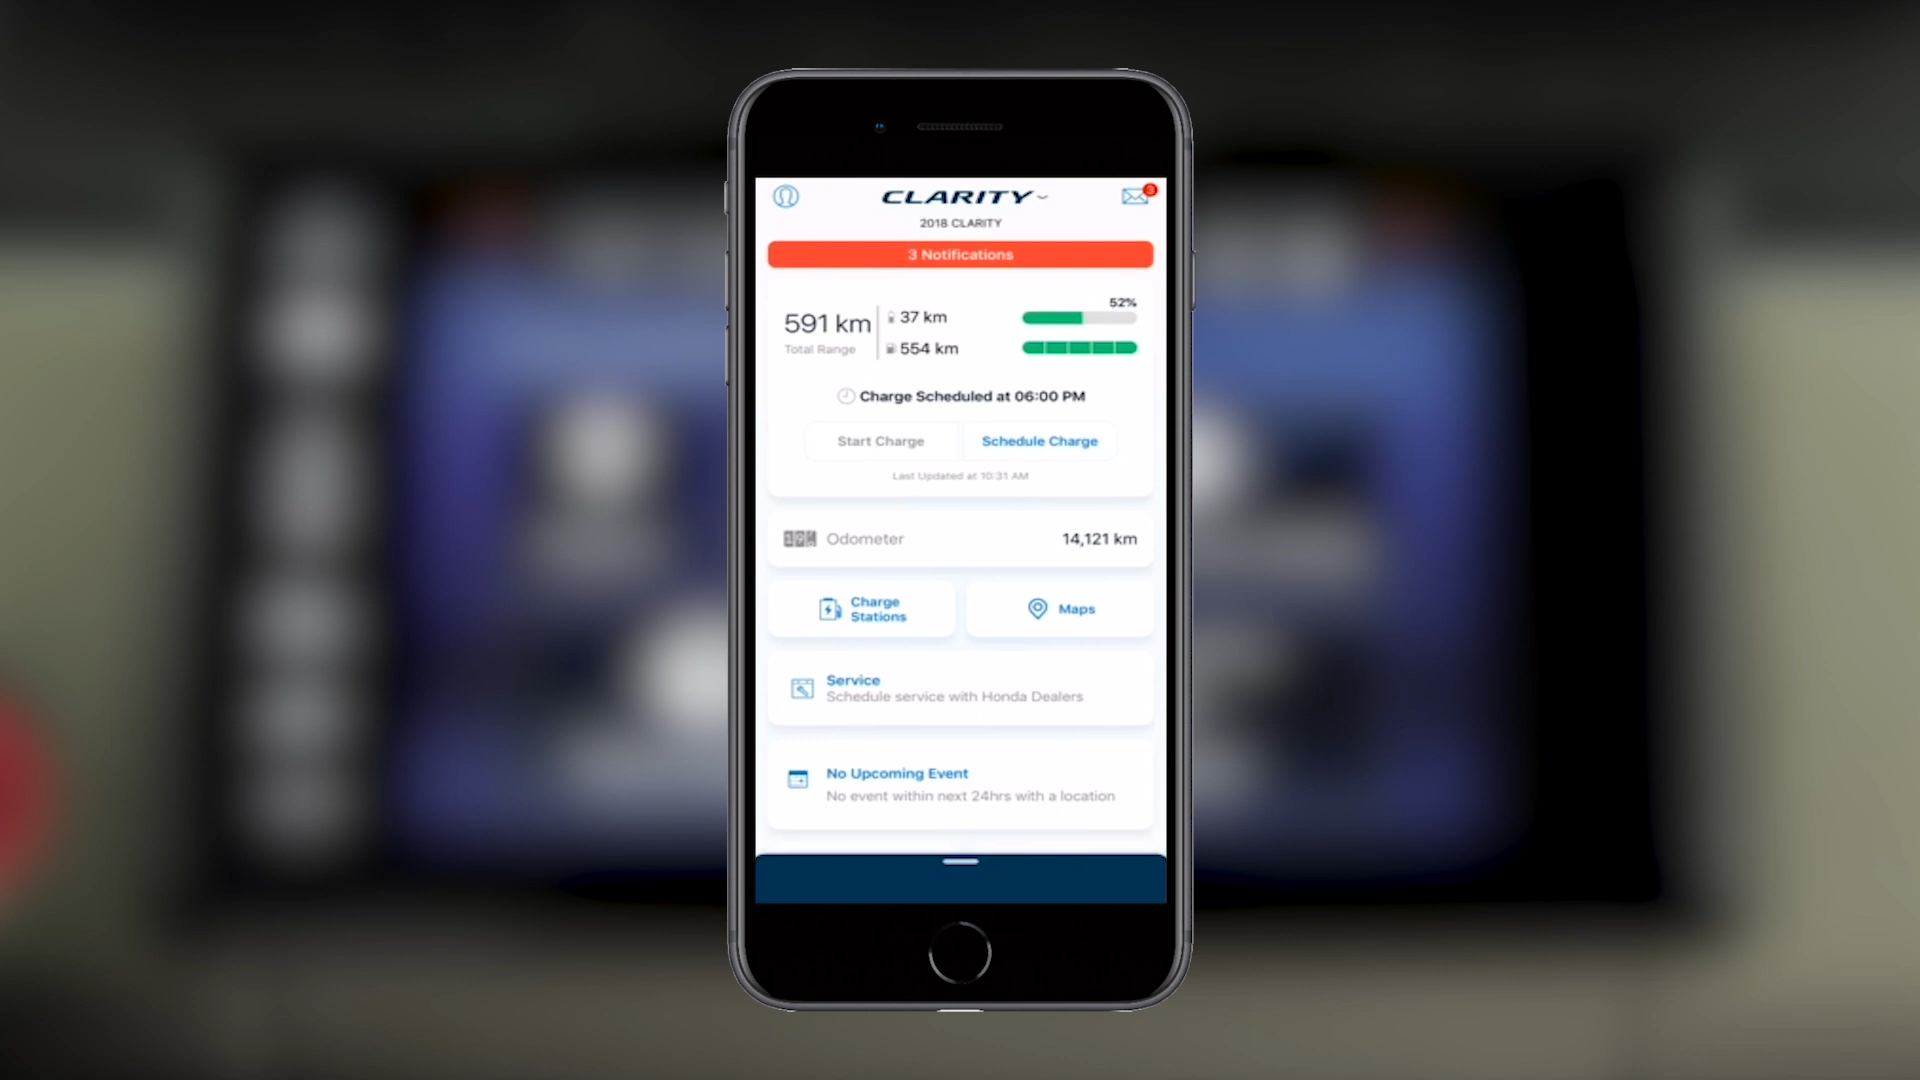 CLARITY
3
2018 CLARITY
3 Notifications
52%
591 km
37 km
Total Range
554 km
Charge Scheduled at 06:00 PM
Start Charge
Schedule Charge
Last Updated at 10:31 AM
Odometer
14,121 km
Charge
Stations
Maps
Service
Schedule service with Honda Dealers
No Upcoming Event
No event within next 24hrs with a location